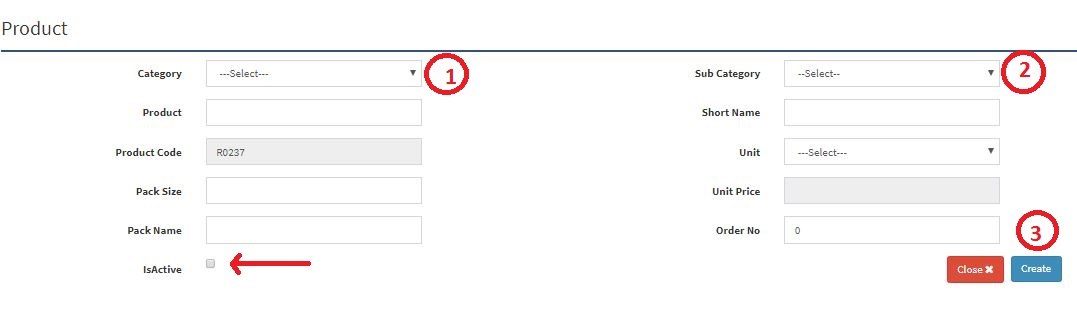 Product
Category ---Select--- 1 Sub Category --Select-- 2
Product Short Name
Product Code R0237 Unit ---Select---
Pack Size Unit Price
Pack Name Order No 0 3
IsActive Close ✖ Create